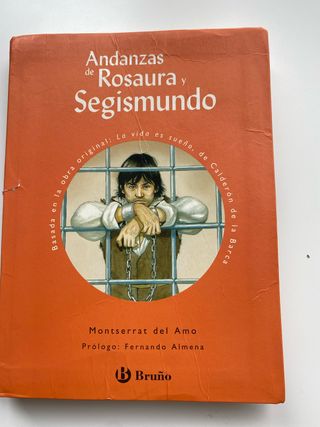 Andanzas
de Rosaura y
Segismundo
Basada en la obra original: La vida es sueño, de Calderón de la Barca
Montserrat del Amo
Prólogo: Fernando Almena
B Bruño